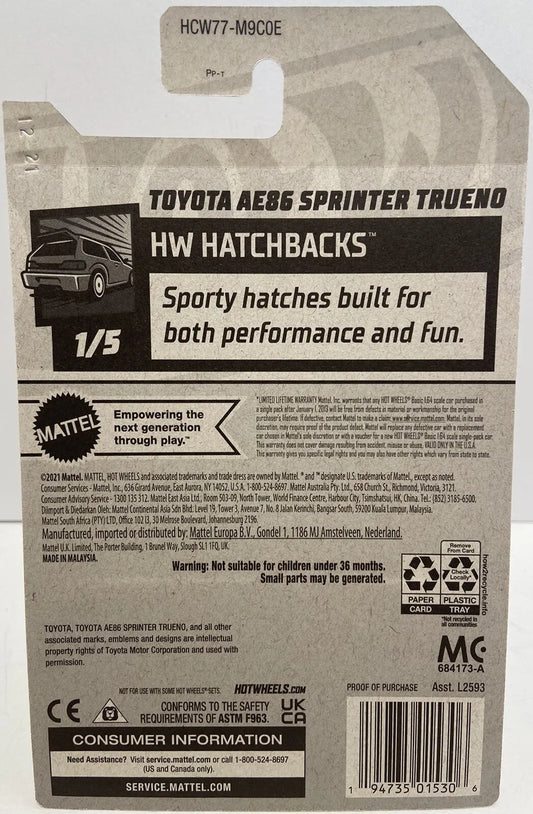 HCW77-M9C0E
PP-T
12 21
TOYOTA AE86 SPRINTER TRUENO
HW HATCHBACKS™
Sporty hatches built for
both performance and fun.
1/5
MATTEL
Empowering the
next generation
through play.™
*LIMITED LIFETIME WARRANTY Mattel, Inc. warrants that any HOT WHEELS® Basic 1:64 scale car purchased in
a single pack after January 1, 2013 will be free from defects in material or workmanship for the original
purchaser's lifetime. If defective, contact Mattel to make a claim: www.service.mattel.com. Mattel, in its sole
discretion, may require proof of the product defect. Mattel will replace any defective car with a replacement
car chosen in Mattel's sole discretion or with a voucher for a new HOT WHEELS® Basic 1:64 scale single-pack car.
This warranty does not cover damage resulting from accident, misuse or abuse. VALID ONLY IN THE U.S.A.
This warranty gives you specific legal rights and you may also have other rights which vary from state to state.
©2021 Mattel. MATTEL, HOT WHEELS and associated trademarks and trade dress are owned by Mattel. ® and ™ designate U.S. trademarks of Mattel, except as noted.
Consumer Services - Mattel, Inc., 636 Girard Avenue, East Aurora, NY 14052. 1-800-524-8697. Mattel Australia Pty. Ltd., 658 Church St., Richmond, Victoria, 3121.
Consumer Advisory Service - 1300 135 312. Mattel East Asia Ltd., Room 503-09, North Tower, World Finance Centre, Harbour City, Tsimshatsui, HK, China. Tel.: (852) 3185-6500.
Diimport & Diedarkan Oleh: Mattel Continental Asia Sdn Bhd. Level 19, Tower 3, Avenue 7, No. 8 Jalan Kerinchi, Bangsar South, 59200 Kuala Lumpur, Malaysia.
Mattel South Africa (PTY) LTD, Office 102 I3, 30 Melrose Boulevard, Johannesburg 2196.
Manufactured, imported or distributed by: Mattel Europa B.V., Gondel 1, 1186 MJ Amstelveen, Nederland.
Mattel U.K. Limited, The Porter Building, 1 Brunel Way, Slough SL1 1FQ, UK.
MADE IN MALAYSIA.
Warning: Not suitable for children under 36 months.
Small parts may be generated.
Remove
From Card
Check
Locally*
PAPER
CARD
PLASTIC
TRAY
*Not recycled in
all communities
how2recycle.info
TOYOTA, TOYOTA AE86 SPRINTER TRUENO, and all other
associated marks, emblems and designs are intellectual
property rights of Toyota Motor Corporation and used with
permission.
MC
684173-A
NOT FOR USE WITH SOME HOT WHEELS® SETS.
HOTWHEELS.COM
PROOF OF PURCHASE Asst. L2593
CE
CONFORMS TO THE SAFETY
REQUIREMENTS OF ASTM F963.
UK
CA
CONSUMER INFORMATION
Need Assistance? Visit service.mattel.com or call 1-800-524-8697
(US and Canada only).
SERVICE.MATTEL.COM
1 94735 01530 6